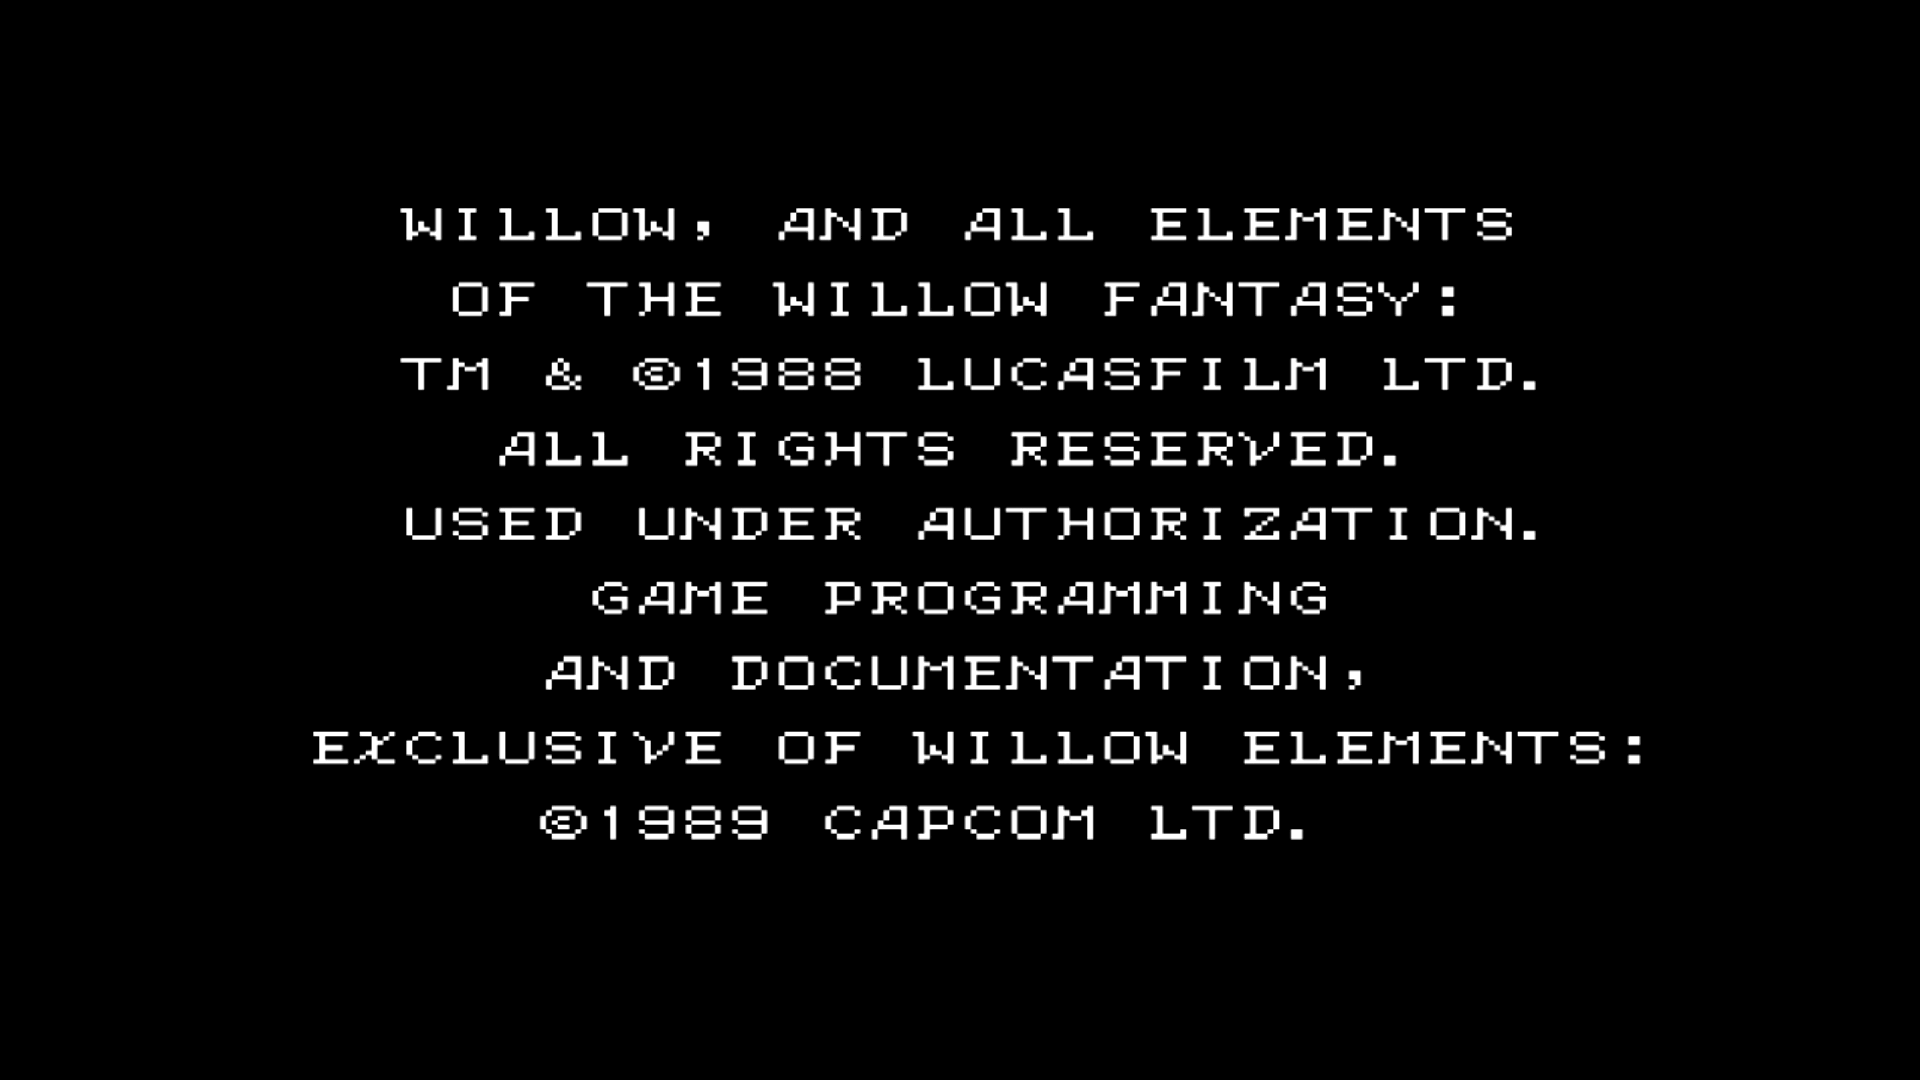 WILLOW, AND ALL ELEMENTS
OF THE WILLOW FANTASY:
TM & ©1988 LUCASFILM LTD.
ALL RIGHTS RESERVED.
USED UNDER AUTHORIZATION.
GAME PROGRAMMING
AND DOCUMENTATION,
EXCLUSIVE OF WILLOW ELEMENTS:
©1989 CAPCOM LTD.